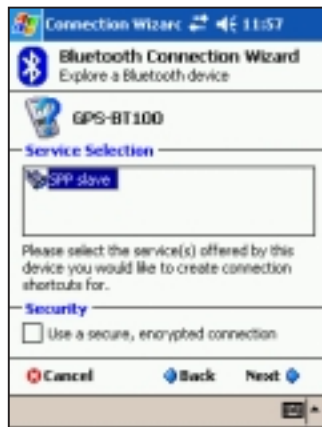 Connection Wizarc 11:57
Bluetooth Connection Wizard
Explore a Bluetooth device
GPS-BT100
Service Selection
SPP slave
Please select the service(s) offered by this
device you would like to create connection
shortcuts for.
Security
Use a secure, encrypted connection
Cancel Back Next